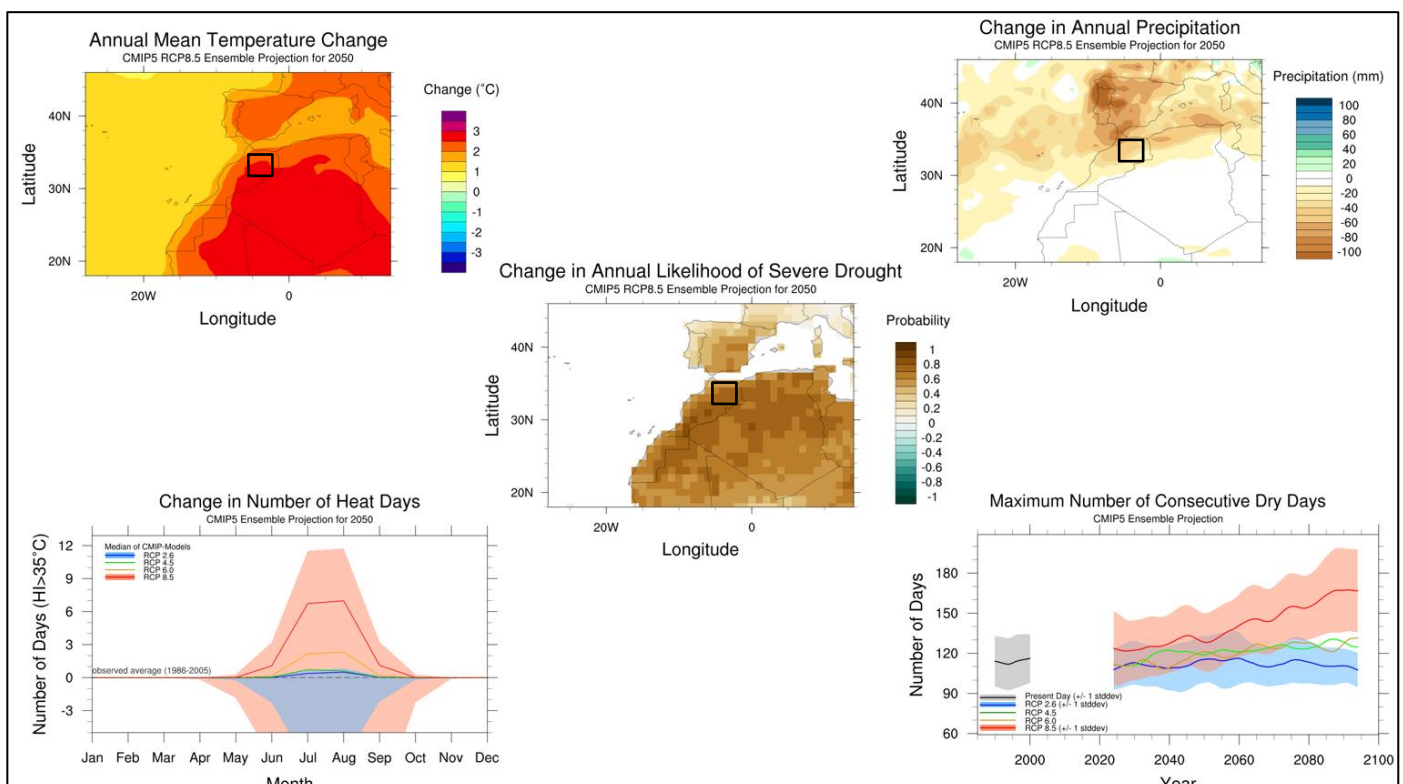 Annual Mean Temperature Change
CMIP5 RCP8.5 Ensemble Projection for 2050
Change (°C)
3
2
1
0
-1
-2
-3
40N
30N
20N
Latitude
20W
0
Longitude
Change in Annual Precipitation
CMIP5 RCP8.5 Ensemble Projection for 2050
Precipitation (mm)
100
80
60
40
20
0
-20
-40
-60
-80
-100
40N
30N
20N
Latitude
20W
0
Longitude
Change in Annual Likelihood of Severe Drought
CMIP5 RCP8.5 Ensemble Projection for 2050
Probability
1
0.8
0.6
0.4
0.2
0
-0.2
-0.4
-0.6
-0.8
-1
40N
30N
20N
Latitude
20W
0
Longitude
Change in Number of Heat Days
CMIP5 Ensemble Projection for 2050
Number of Days (HI>35°C)
12
9
6
3
0
-3
Median of CMIP-Models
RCP 2.6
RCP 4.5
RCP 6.0
RCP 8.5
observed average (1986-2005)
Jan Feb Mar Apr May Jun Jul Aug Sep Oct Nov Dec
Month
Maximum Number of Consecutive Dry Days
CMIP5 Ensemble Projection
Number of Days
180
150
120
90
60
Present Day (+/- 1 stddev)
RCP 2.6 (+/- 1 stddev)
RCP 4.5
RCP 6.0
RCP 8.5 (+/- 1 stddev)
2000 2020 2040 2060 2080 2100
Year